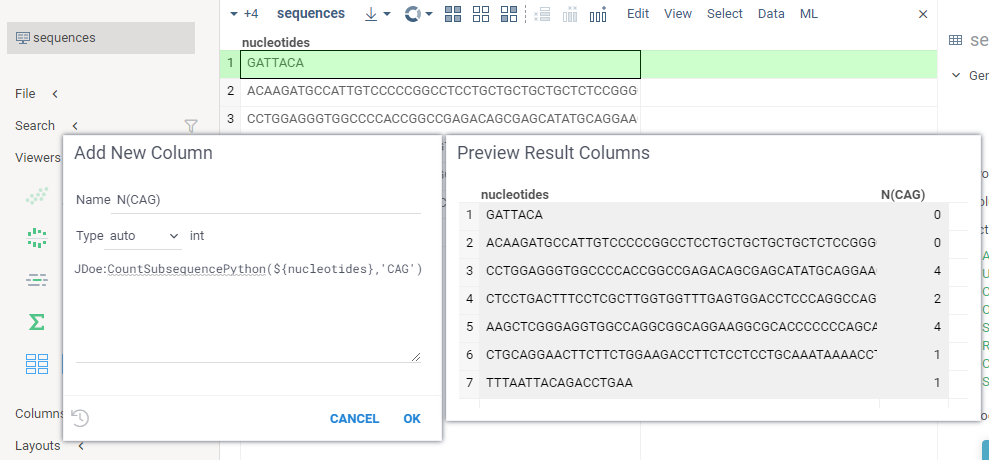 +4 sequences Edit View Select Data ML
sequences
nucleotides
1 GATTACA
2 ACAAGATGCCATTGTCCCCCGGCCTCCTGCTGCTGCTGCTCTCCGGG
3 CCTGGAGGGTGGCCCCACCGGCCGAGACAGCGAGCATATGCAGGAA
File
Search
Viewers
Columns
Layouts
Add New Column
Name N(CAG)
Type auto int
JDoe:CountSubsequencePython(${nucleotides},'CAG')
CANCEL OK
Preview Result Columns
nucleotides N(CAG)
1 GATTACA 0
2 ACAAGATGCCATTGTCCCCCGGCCTCCTGCTGCTGCTGCTCTCCGGG 0
3 CCTGGAGGGTGGCCCCACCGGCCGAGACAGCGAGCATATGCAGGAA 4
4 CTCCTGACTTTCCTCGCTTGGTGGTTTGAGTGGACCTCCCAGGCCAG 2
5 AAGCTCGGGAGGTGGCCAGGCGGCAGGAAGGCGCACCCCCCCAGCA 4
6 CTGCAGGAACTTCTTCTGGAAGACCTTCTCCTCCTGCAAATAAAACCT 1
7 TTTAATTACAGACCTGAA 1